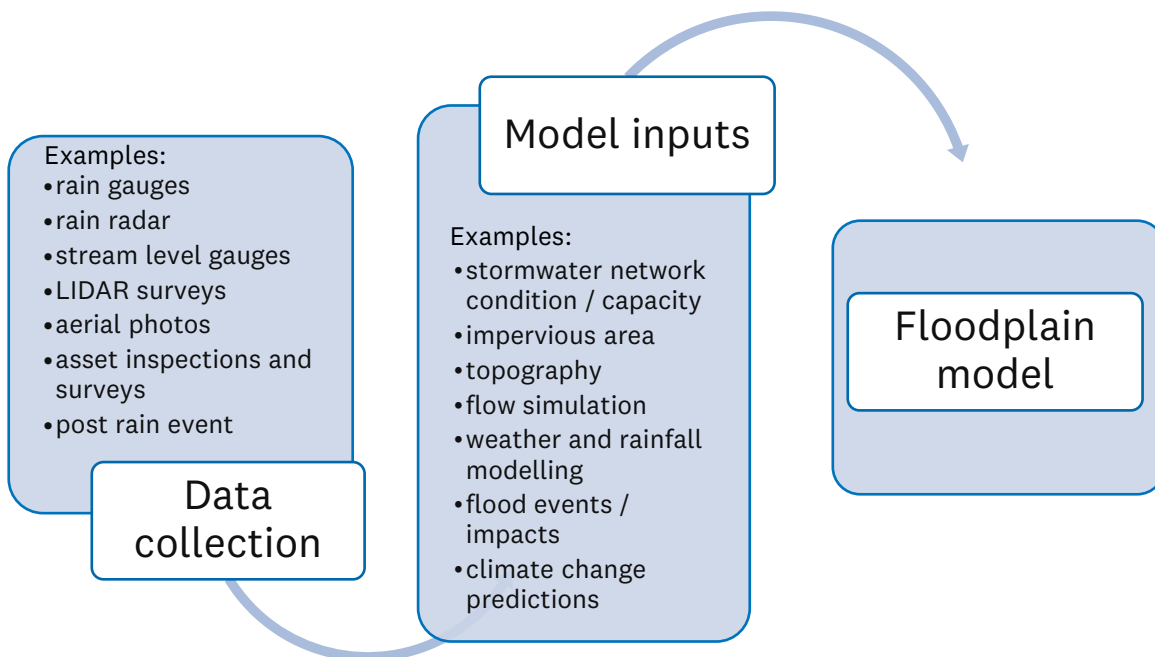 Examples:
•rain gauges
•rain radar
•stream level gauges
•LIDAR surveys
•aerial photos
•asset inspections and
surveys
•post rain event
Data
collection
Model inputs
Examples:
•stormwater network
condition / capacity
•impervious area
•topography
•flow simulation
•weather and rainfall
modelling
•flood events /
impacts
•climate change
predictions
Floodplain
model